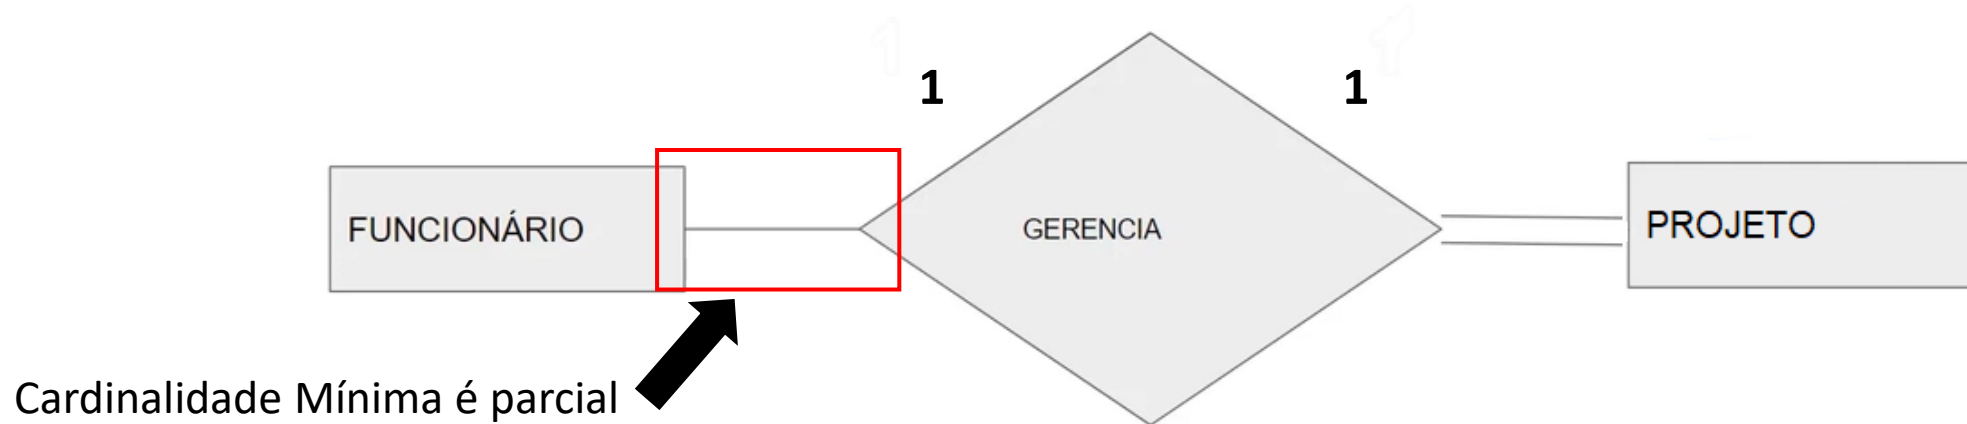 1 1
FUNCIONÁRIO GERENCIA PROJETO
Cardinalidade Mínima é parcial